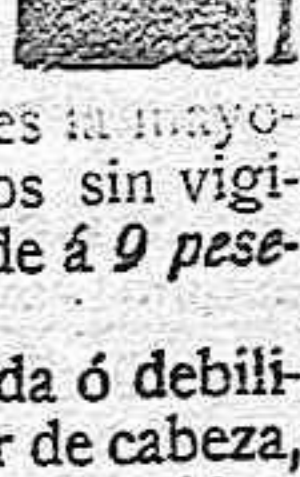 es la mayo-
os sin vigi-
de á 9 pese-
da ó debili-
r de cabeza,